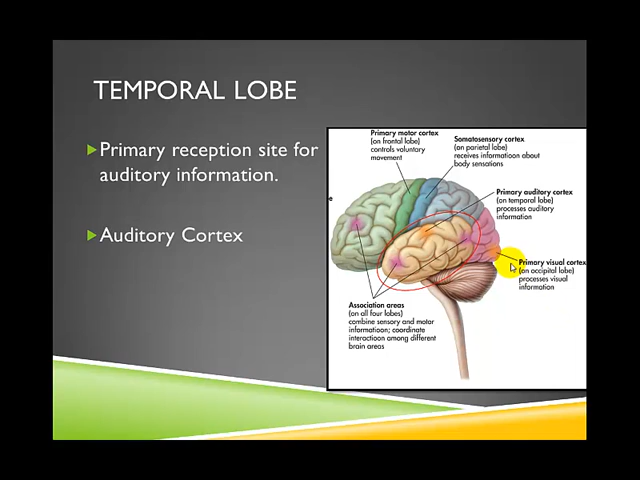 TEMPORAL LOBE
Primary reception site for
auditory information.
Auditory Cortex
Primary motor cortex
(on frontal lobe)
controls voluntary
movement
Somatosensory cortex
(on parietal lobe)
receives information about
body sensations
e
Primary auditory cortex
(on temporal lobe)
processes auditory
information
Primary visual cortex
(on occipital lobe)
processes visual
information
Association areas
(on all four lobes)
combine sensory and motor
information; coordinate
interaction among different
brain areas